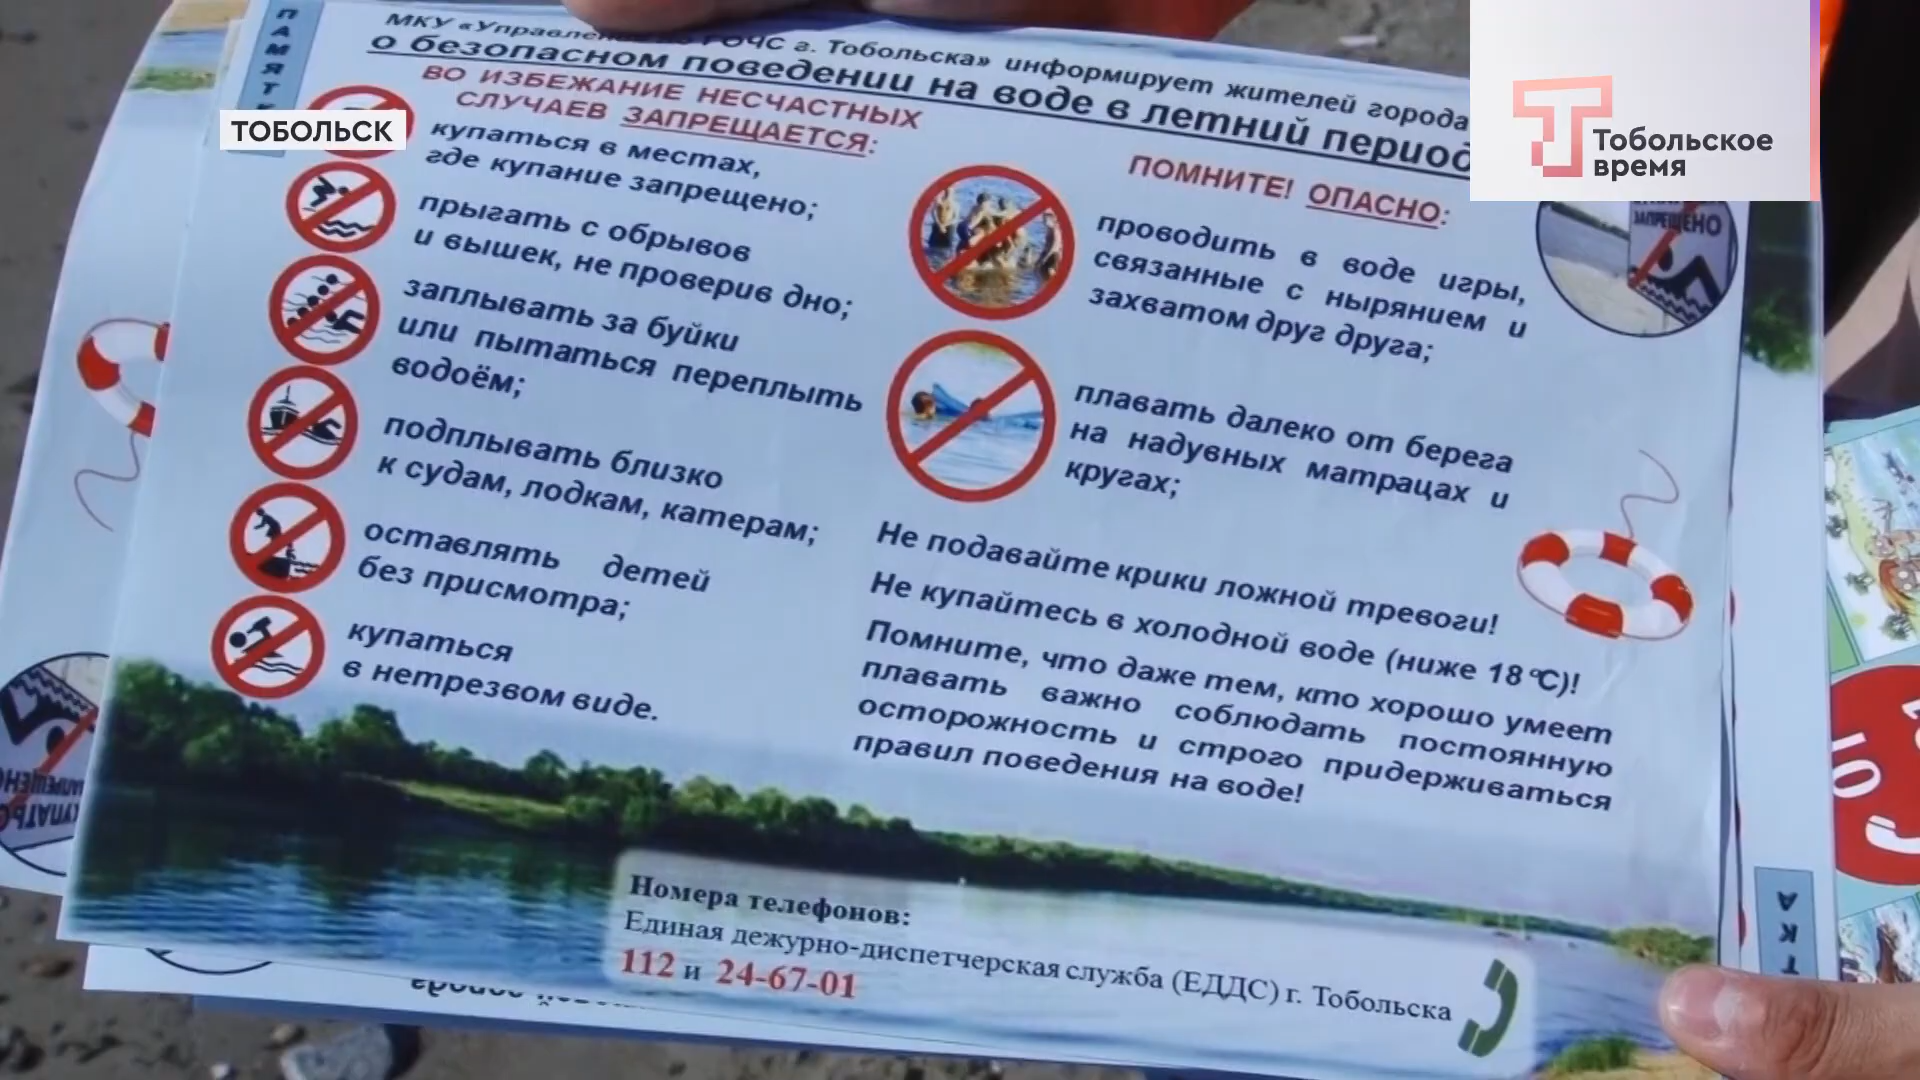 ПАМЯТК
МКУ «Управление по ГОЧС г. Тобольска» информирует жителей города
о безопасном поведении на воде в летний период
ВО ИЗБЕЖАНИЕ НЕСЧАСТНЫХ
СЛУЧАЕВ ЗАПРЕЩАЕТСЯ:
купаться в местах,
где купание запрещено;
прыгать с обрывов
и вышек, не проверив дно;
заплывать за буйки
или пытаться переплыть
водоём;
подплывать близко
к судам, лодкам, катерам;
оставлять детей
без присмотра;
купаться
в нетрезвом виде.
ПОМНИТЕ! ОПАСНО:
проводить в воде игры,
связанные с нырянием и
захватом друг друга;
плавать далеко от берега
на надувных матрацах и
кругах;
Не подавайте крики ложной тревоги!
Не купайтесь в холодной воде (ниже 18°C)!
Помните, что даже тем, кто хорошо умеет
плавать важно соблюдать постоянную
осторожность и строго придерживаться
правил поведения на воде!
Номера телефонов:
Единая дежурно-диспетчерская служба (ЕДДС) г. Тобольска
112 и 24-67-01
ТОБОЛЬСК
Тобольское
время
ЗАПРЕЩЕНО